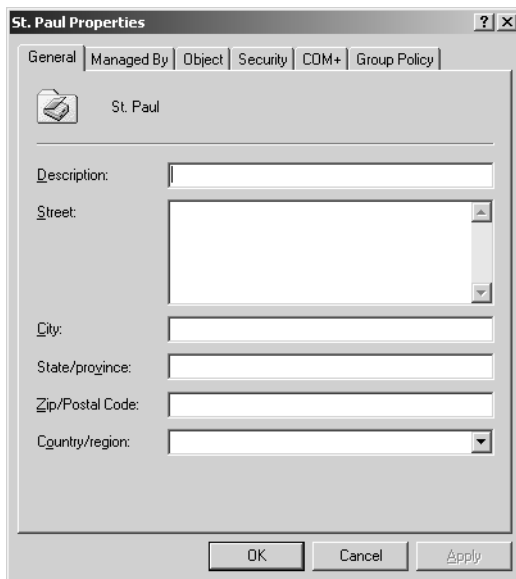 St. Paul Properties
General Managed By Object Security COM+ Group Policy
St. Paul
Description:
Street:
City:
State/province:
Zip/Postal Code:
Country/region:
OK Cancel Apply